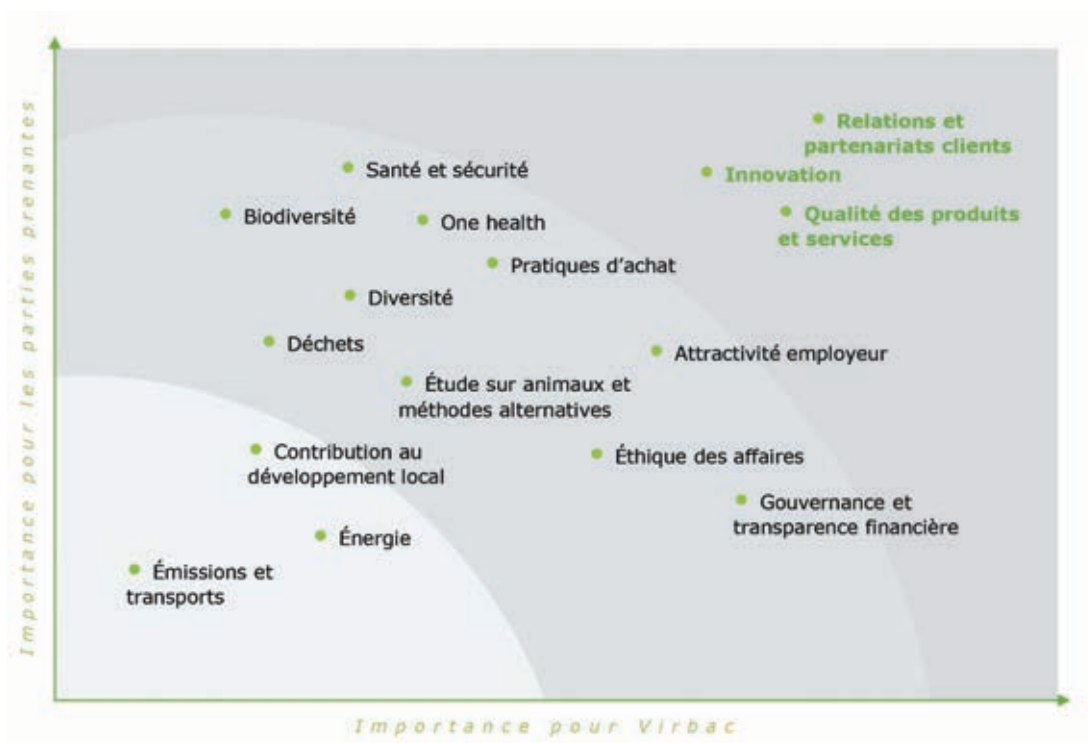 Importance pour les parties prenantes
Relations et
partenariats clients
Santé et sécurité
Innovation
Biodiversité
One health
Qualité des produits
et services
Pratiques d'achat
Diversité
Déchets
Attractivité employeur
Étude sur animaux et
méthodes alternatives
Contribution au
développement local
Éthique des affaires
Gouvernance et
transparence financière
Énergie
Émissions et
transports
Importance pour Virbac